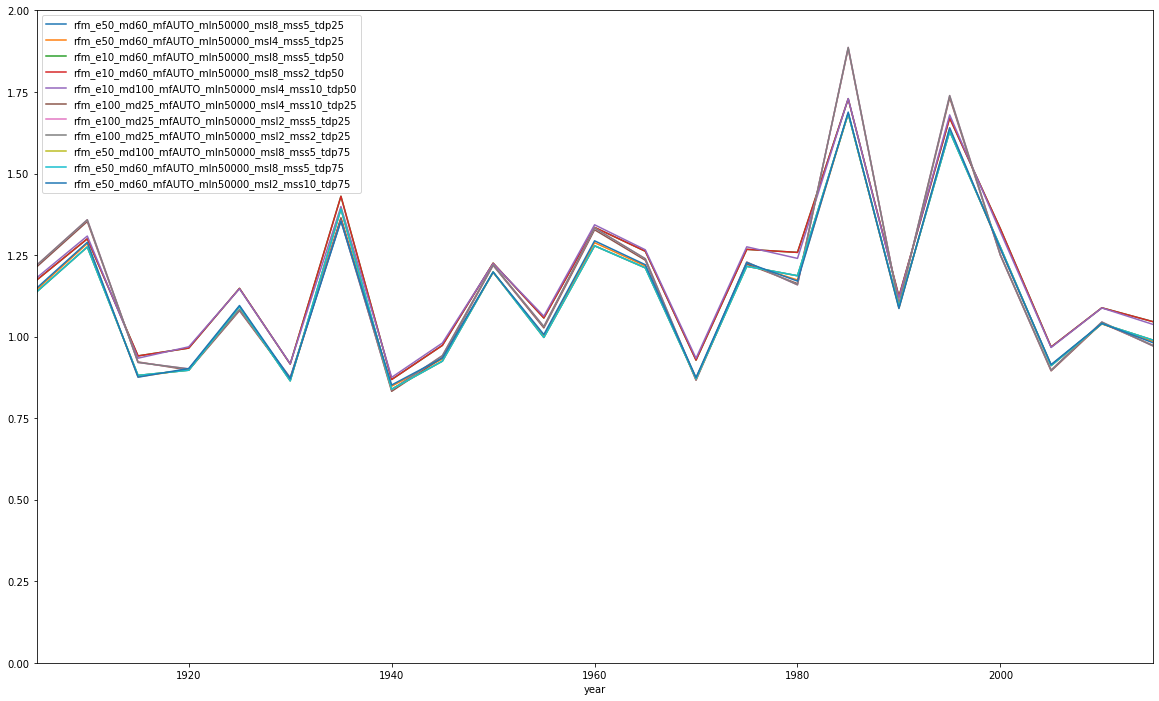 2.00
1.75
1.50
1.25
1.00
0.75
0.50
0.25
0.00
rfm_e50_md60_mfAUTO_mln50000_msl8_mss5_tdp25
rfm_e50_md60_mfAUTO_mln50000_msl4_mss5_tdp25
rfm_e10_md60_mfAUTO_mln50000_msl8_mss5_tdp50
rfm_e10_md60_mfAUTO_mln50000_msl8_mss2_tdp50
rfm_e10_md100_mfAUTO_mln50000_msl4_mss10_tdp50
rfm_e100_md25_mfAUTO_mln50000_msl4_mss10_tdp25
rfm_e100_md25_mfAUTO_mln50000_msl2_mss5_tdp25
rfm_e100_md25_mfAUTO_mln50000_msl2_mss2_tdp25
rfm_e50_md100_mfAUTO_mln50000_msl8_mss5_tdp75
rfm_e50_md60_mfAUTO_mln50000_msl8_mss5_tdp75
rfm_e50_md60_mfAUTO_mln50000_msl2_mss10_tdp75
1920 1940 1960 1980 2000
year